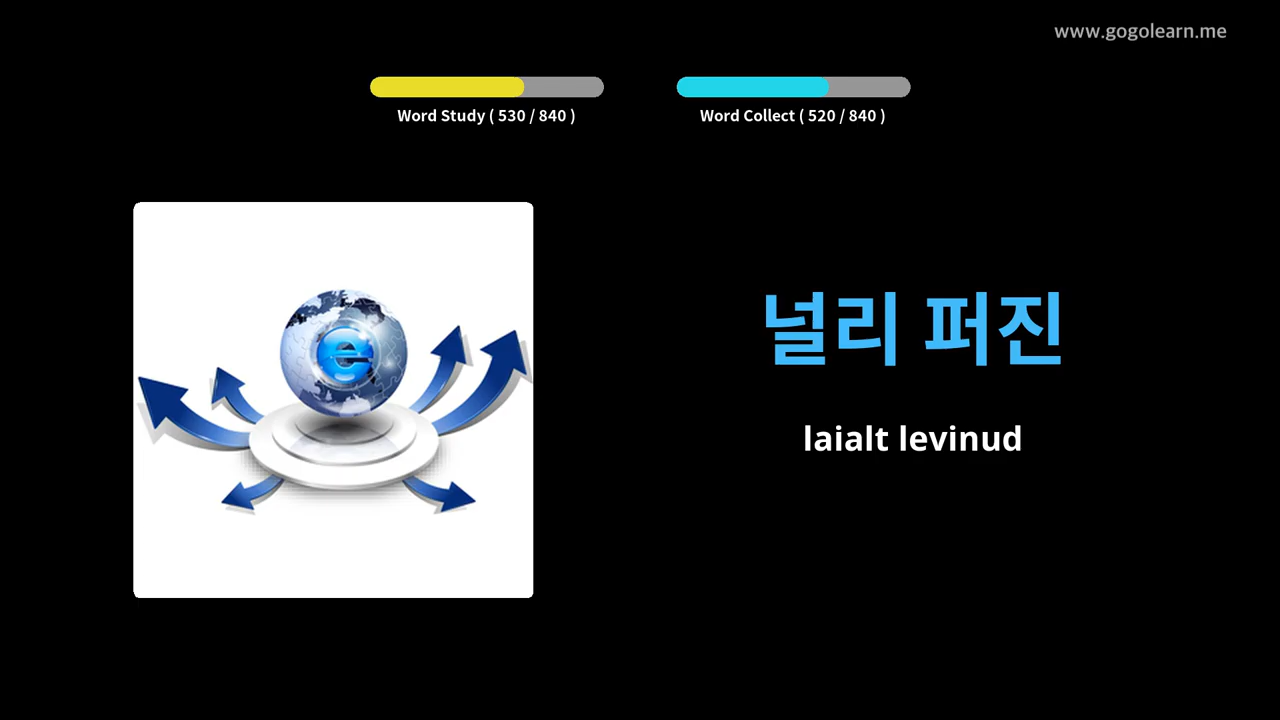 www.gogolearn.me
Word Study ( 530 / 840 )
Word Collect ( 520 / 840 )
e
널리 퍼진
laialt levinud